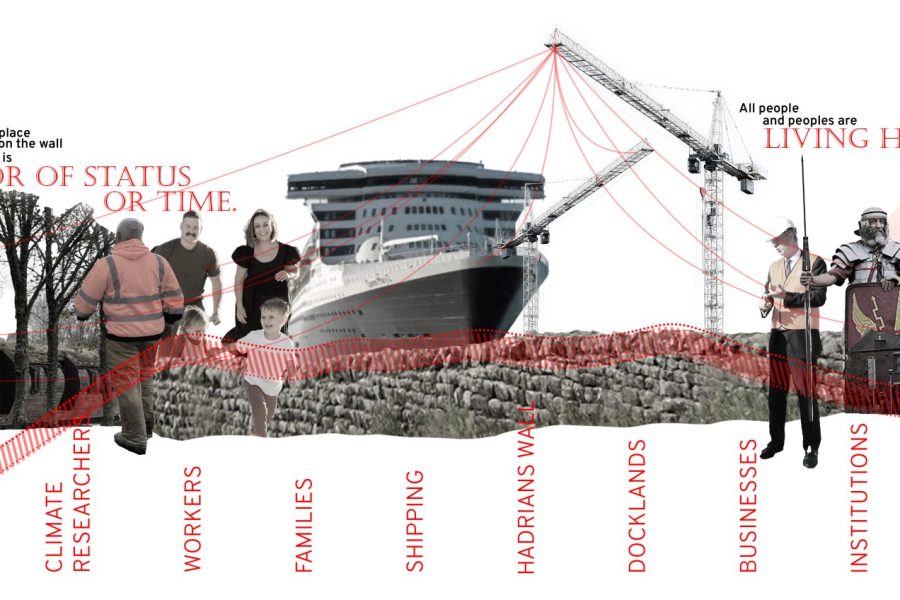 place
on the wall
is
OR OF STATUS
OR TIME.
All people
and peoples are
LIVING H
CLIMATE
RESEARCHERS
WORKERS
FAMILIES
SHIPPING
HADRIANS WALL
DOCKLANDS
BUSINESSES
INSTITUTIONS